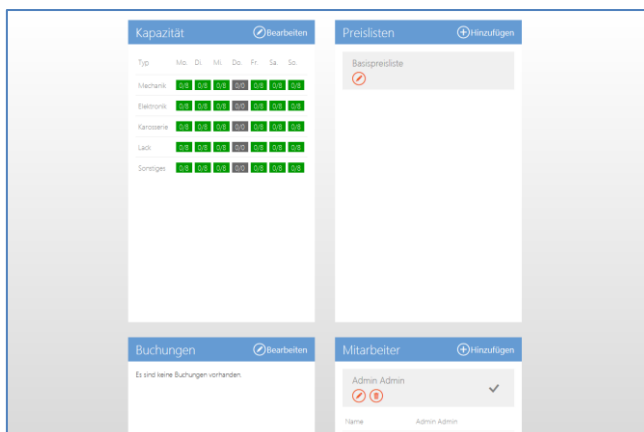 Kapazität Bearbeiten
Typ Mo. Di. Mi. Do. Fr. Sa. So.
Mechanik 0/8 0/8 0/8 0/0 0/8 0/8 0/8
Elektronik 0/8 0/8 0/8 0/0 0/8 0/8 0/8
Karosserie 0/8 0/8 0/8 0/0 0/8 0/8 0/8
Lack 0/8 0/8 0/8 0/0 0/8 0/8 0/8
Sonstiges 0/8 0/8 0/8 0/0 0/8 0/8 0/8
Preislisten Hinzufügen
Basispreisliste
Buchungen Bearbeiten
Es sind keine Buchungen vorhanden.
Mitarbeiter Hinzufügen
Admin Admin
Name Admin Admin